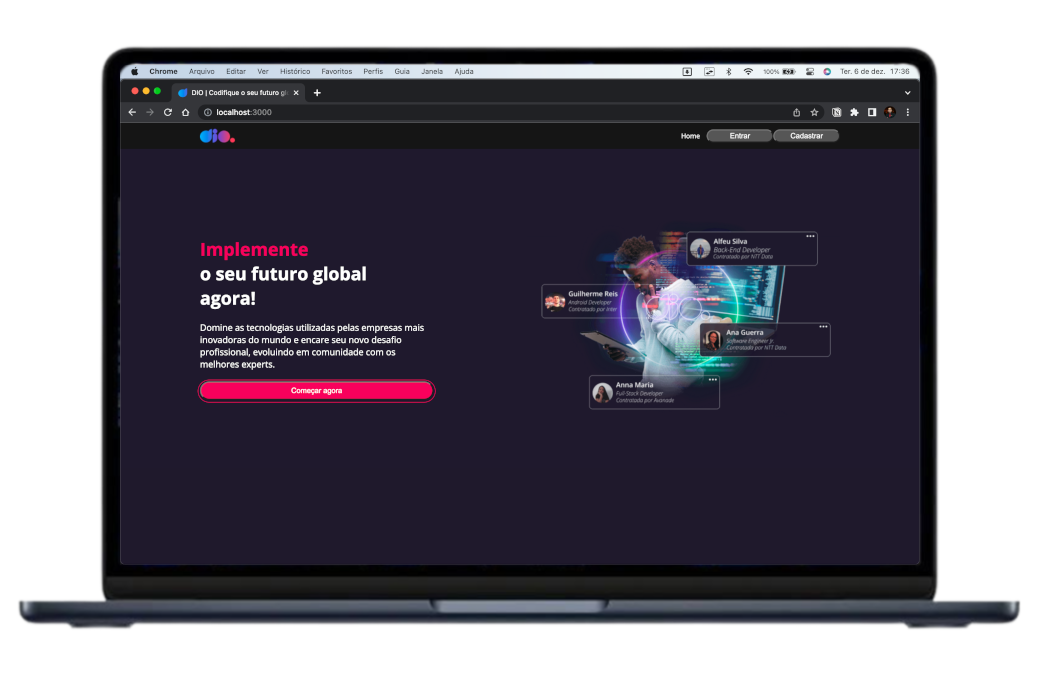 Chrome Arquivo Editar Ver Histórico Favoritos Perfis Guia Janela Ajuda 100% Ter. 6 de dez. 17:36
DIO | Codifique o seu futuro glo
localhost:3000
dio. Home Entrar Cadastrar
Implemente
o seu futuro global
agora!
Domine as tecnologias utilizadas pelas empresas mais
inovadoras do mundo e encare seu novo desafio
profissional, evoluindo em comunidade com os
melhores experts.
Começar agora
Alfeu Silva
Back-End Developer
Contratado por NTT Data
Guilherme Reis
Android Developer
Contratado por Inter
Ana Guerra
Software Engineer Jr.
Contratada por NTT Data
Anna Maria
Full-Stack Developer
Contratada por Avanade